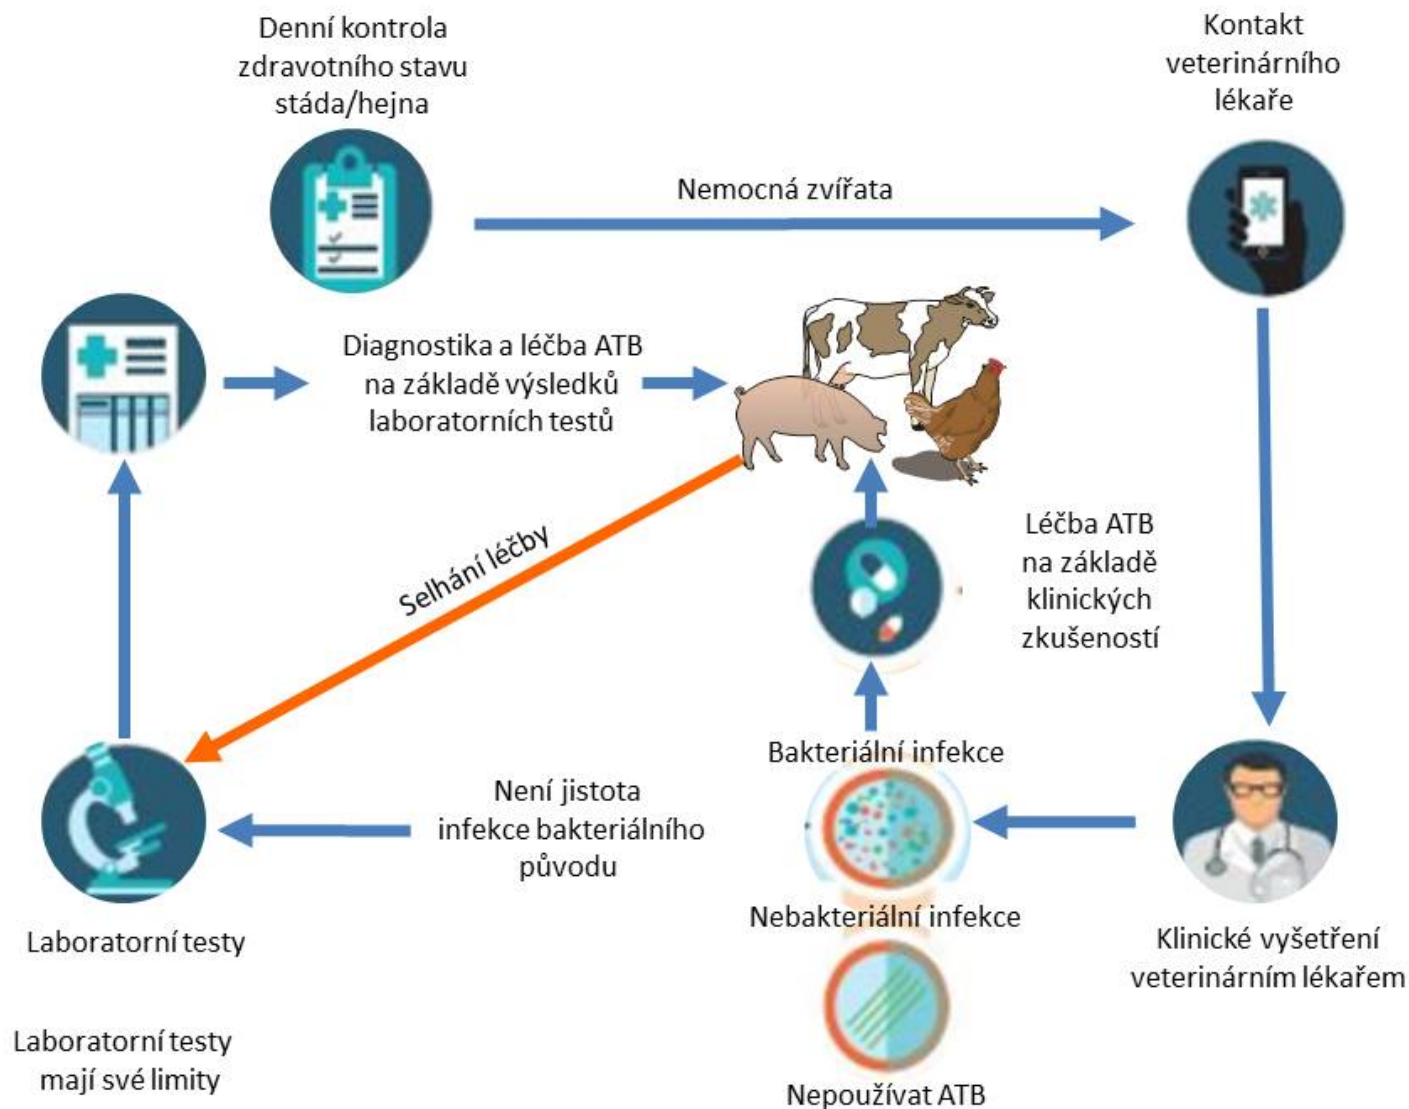 Denní kontrola
zdravotního stavu
stáda/hejna
Kontakt
veterinárního
lékaře
Nemocná zvířata
Diagnostika a léčba ATB
na základě výsledků
laboratorních testů
Selhání léčby
Léčba ATB
na základě
klinických
zkušeností
Bakteriální infekce
Není jistota
infekce bakteriálního
původu
Nebakteriální infekce
Laboratorní testy
Klinické vyšetření
veterinárním lékařem
Laboratorní testy
mají své limity
Nepoužívat ATB